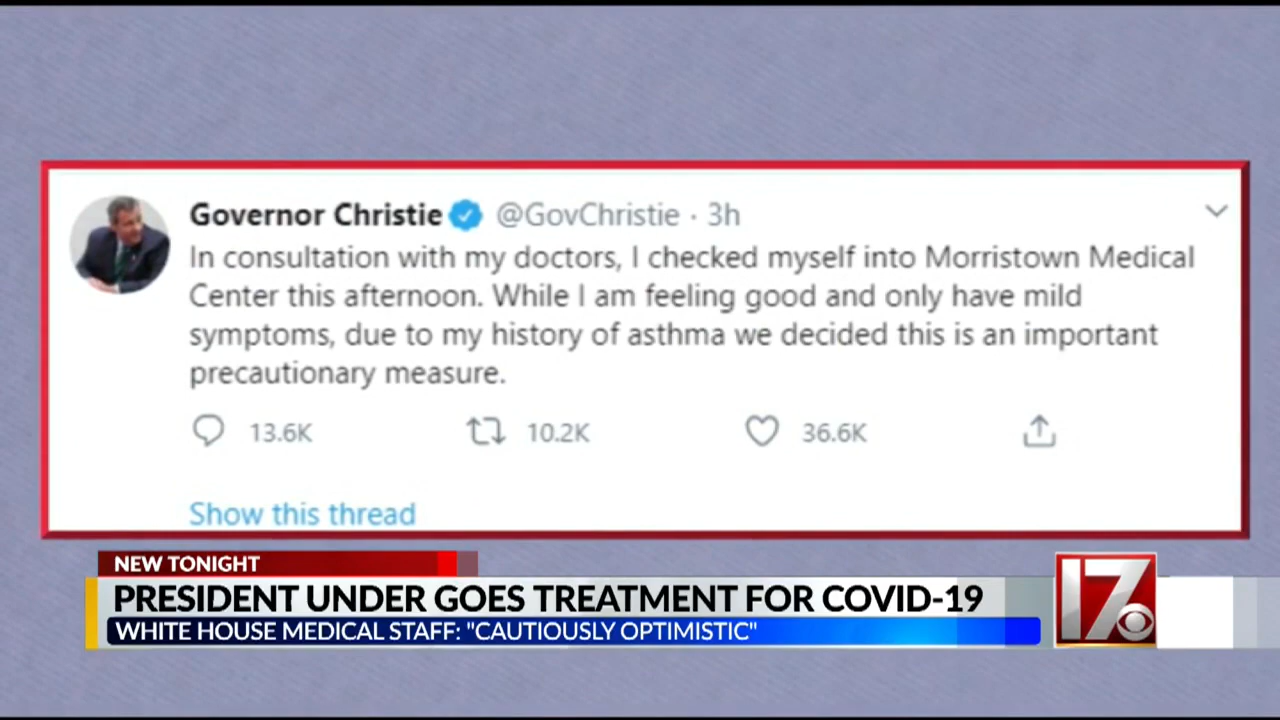 Governor Christie @GovChristie · 3h
In consultation with my doctors, I checked myself into Morristown Medical
Center this afternoon. While I am feeling good and only have mild
symptoms, due to my history of asthma we decided this is an important
precautionary measure.
13.6K 10.2K 36.6K
Show this thread
NEW TONIGHT
PRESIDENT UNDER GOES TREATMENT FOR COVID-19
WHITE HOUSE MEDICAL STAFF: "CAUTIOUSLY OPTIMISTIC"
17